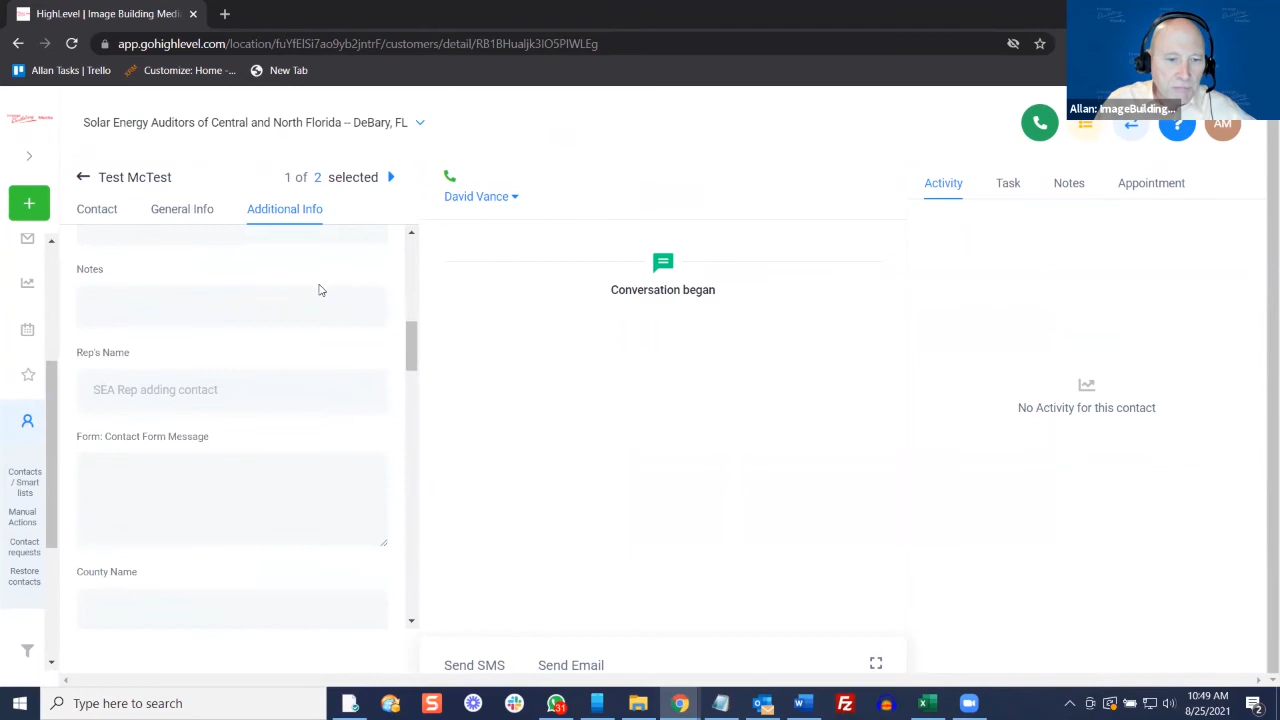 HighLevel | Image Building Medi
app.gohighlevel.com/location/fuYfElSi7ao9yb2jntrF/customers/detail/RB1BHualjk3IO5PIWLEg
Allan Tasks | Trello
XRM
Customize: Home -...
New Tab
Allan: ImageBuilding...
Solar Energy Auditors of Central and North Florida -- Debary, FL
?
AM
Test McTest
1 of 2 selected
Contact
General Info
Additional Info
David Vance
Activity
Task
Notes
Appointment
Notes
Conversation began
Rep's Name
SEA Rep adding contact
No Activity for this contact
Form: Contact Form Message
Contacts
/ Smart
lists
Manual
Actions
Contact
requests
Restore
contacts
County Name
Send SMS
Send Email
Type here to search
10:49 AM
8/25/2021
2